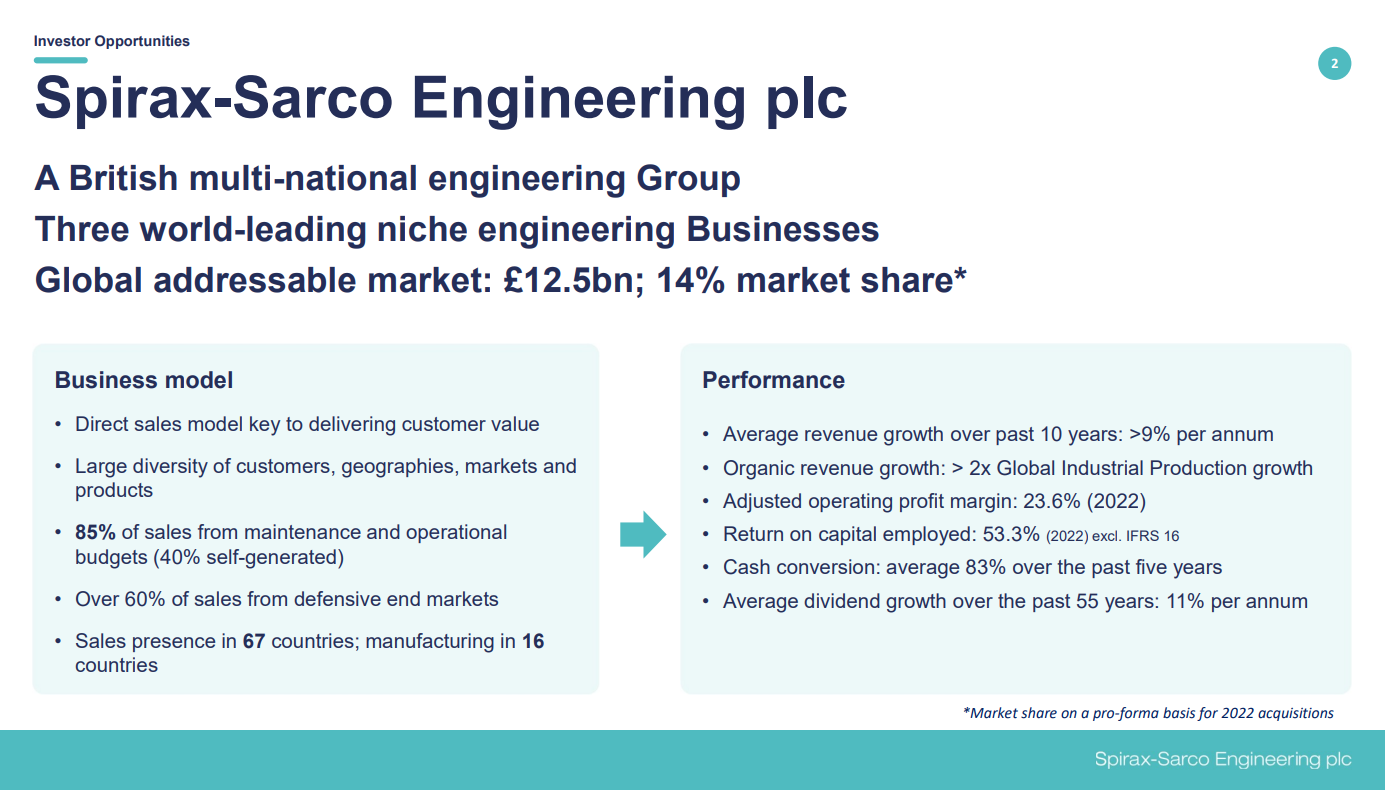 Investor Opportunities
2
Spirax-Sarco Engineering plc
A British multi-national engineering Group
Three world-leading niche engineering Businesses
Global addressable market: £12.5bn; 14% market share*
Business model
• Direct sales model key to delivering customer value
• Large diversity of customers, geographies, markets and
products
• 85% of sales from maintenance and operational
budgets (40% self-generated)
• Over 60% of sales from defensive end markets
• Sales presence in 67 countries; manufacturing in 16
countries
Performance
• Average revenue growth over past 10 years: >9% per annum
• Organic revenue growth: > 2x Global Industrial Production growth
• Adjusted operating profit margin: 23.6% (2022)
• Return on capital employed: 53.3% (2022) excl. IFRS 16
• Cash conversion: average 83% over the past five years
• Average dividend growth over the past 55 years: 11% per annum
*Market share on a pro-forma basis for 2022 acquisitions
Spirax-Sarco Engineering plc